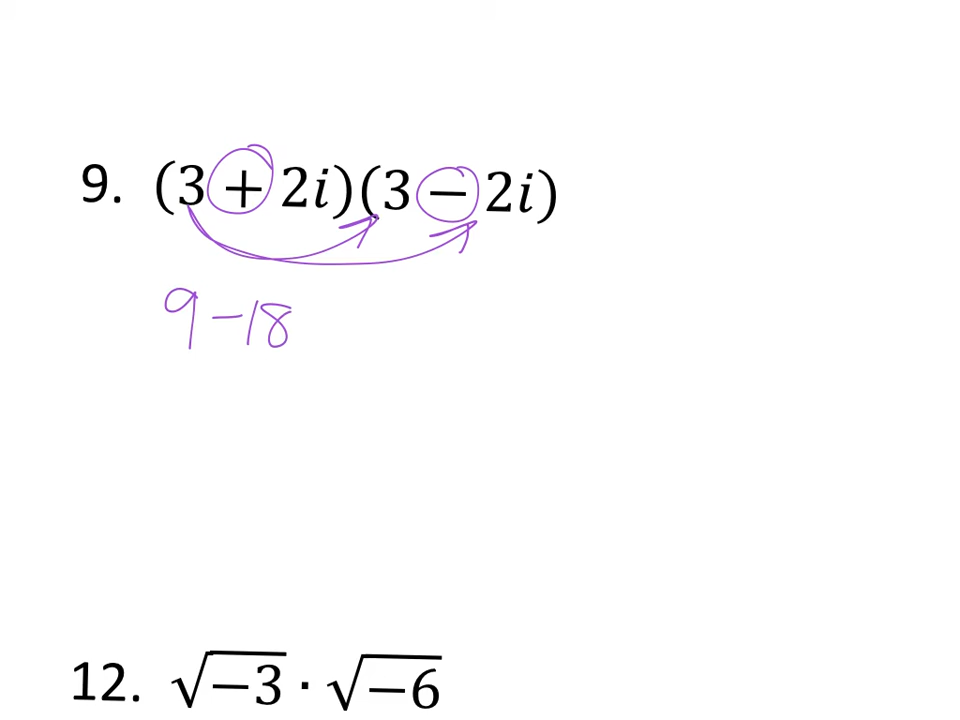 9. (3 + 2i)(3 − 2i)
9 - 18
12. √−3 · √−6